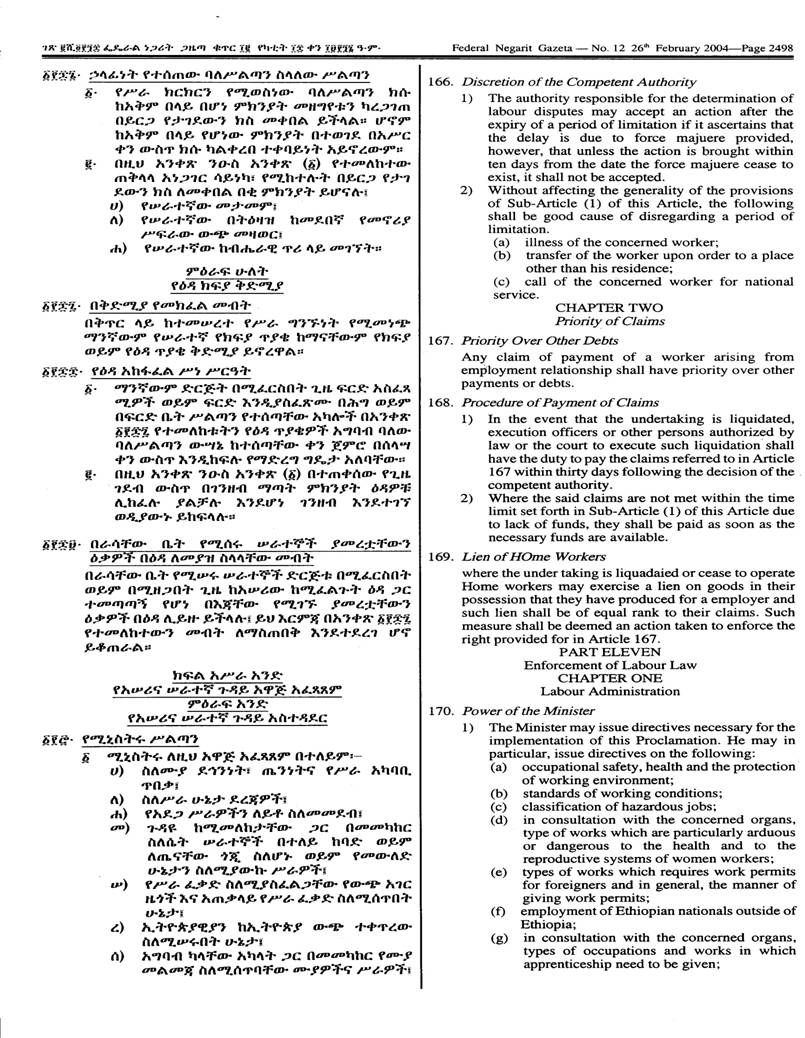 ገጽ ፪ሺ፬፻፺፰ ፌዴራል ነጋሪት ጋዜጣ ቁጥር ፲፪ የካቲት ፲፰ ቀን ፲፱፻፺፮ ዓ·ም·
Federal Negarit Gazeta — No. 12 26th February 2004—Page 2498
፩፻፷፮· ኃላፊነት የተሰጠው ባለሥልጣን ስላለው ሥልጣን
፩· የሥራ ክርክርን የሚወስነው ባለሥልጣን ክሱ
ከአቅም በላይ በሆነ ምክንያት መዘግየቱን ካረጋገጠ
በይርጋ የታገደውን ክስ መቀበል ይችላል። ሆኖም
ከአቅም በላይ የሆነው ምክንያት በተወገደ በአሥር
ቀን ውስጥ ክሱ ካልቀረበ ተቀባይነት አይኖረውም።
፪· በዚህ አንቀጽ ንዑስ አንቀጽ (፩) የተመለከተው
ጠቅላላ አነጋገር ሳይነካ፣ የሚከተሉት በይርጋ የታገ
ደውን ክስ ለመቀበል በቂ ምክንያት ይሆናሉ፤
ሀ) የሠራተኛው መታመም፤
ለ) የሠራተኛው በትዕዛዝ ከመደበኛ የመኖሪያ
ሥፍራው ውጭ መዛወር፤
ሐ) የሠራተኛው ከብሔራዊ ጥሪ ላይ መገኘት።
ምዕራፍ ሁለት
የዕዳ ክፍያ ቅድሚያ
፩፻፷፯· በቅድሚያ የመክፈል መብት
በቅጥር ላይ ከተመሠረተ የሥራ ግንኙነት የሚመነጭ
ማንኛውም የሠራተኛ የክፍያ ጥያቄ ከማናቸውም የክፍያ
ወይም የዕዳ ጥያቄ ቅድሚያ ይኖረዋል።
፩፻፷፰· የዕዳ አከፋፈል ሥነ ሥርዓት
፩· ማንኛውም ድርጅት በሚፈርስበት ጊዜ ፍርድ አስፈጻ
ሚዎች ወይም ፍርድ እንዲያስፈጽሙ በሕግ ወይም
በፍርድ ቤት ሥልጣን የተሰጣቸው አካሎች በአንቀጽ
፩፻፷፯ የተመለከቱትን የዕዳ ጥያቄዎች አግባብ ባለው
ባለሥልጣን ውሣኔ ከተሰጣቸው ቀን ጀምሮ በሰላሣ
ቀን ውስጥ እንዲከፍሉ የማድረግ ግዴታ አለባቸው።
፪· በዚህ አንቀጽ ንዑስ አንቀጽ (፩) በተጠቀሰው የጊዜ
ገደብ ውስጥ በገንዘብ ማጣት ምክንያት ዕዳዎቹ
ሊከፈሉ ያልቻሉ እንደሆነ ገንዘብ እንደተገኘ
ወዲያውኑ ይከፍላሉ።
፩፻፷፱· በራሳቸው ቤት የሚሰሩ ሠራተኞች ያመረቷቸውን
ዕቃዎች በዕዳ ለመያዝ ስላላቸው መብት
በራሳቸው ቤት የሚሠሩ ሠራተኞች ድርጅቱ በሚፈርስበት
ወይም በሚዘጋበት ጊዜ ከአሠሪው ከሚፈልጉት ዕዳ ጋር
ተመጣጣኝ የሆነ በእጃቸው የሚገኙ ያመረቷቸውን
ዕቃዎች በዕዳ ሊይዙ ይችላሉ፤ ይህ እርምጃ በአንቀጽ ፩፻፷፯
የተመለከተውን መብት ለማስጠበቅ እንደተደረገ ሆኖ
ይቆጠራል።
ክፍል አሥራ አንድ
የአሠሪና ሠራተኛ ጉዳይ አዋጅ አፈጻጸም
ምዕራፍ አንድ
የአሠሪና ሠራተኛ ጉዳይ አስተዳደር
፩፻፸· የሚኒስትሩ ሥልጣን
፩ ሚኒስትሩ ለዚህ አዋጅ አፈጻጸም በተለይም፦
ሀ) ስለሙያ ደኅንነት፣ ጤንነትና የሥራ አካባቢ
ጥበቃ፤
ለ) ስለሥራ ሁኔታ ደረጃዎች፤
ሐ) የአደጋ ሥራዎችን ለይቶ ስለመመደብ፤
መ) ጉዳዩ ከሚመለከታቸው ጋር በመመካከር
ስለሴት ሠራተኞች በተለይ ከባድ ወይም
ለጤናቸው ጎጂ ስለሆኑ ወይም የመውለድ
ሁኔታን ስለሚያውኩ ሥራዎች፤
ሠ) የሥራ ፈቃድ ስለሚያስፈልጋቸው የውጭ አገር
ዜጎች እና አጠቃላይ የሥራ ፈቃድ ስለሚሰጥበት
ሁኔታ፤
ረ) ኢትዮጵያዊያን ከኢትዮጵያ ውጭ ተቀጥረው
ስለሚሠሩበት ሁኔታ፤
ሰ) አግባብ ካላቸው አካላት ጋር በመመካከር የሙያ
መልመጃ ስለሚሰጥባቸው ሙያዎችና ሥራዎች፤
166. Discretion of the Competent Authority
1) The authority responsible for the determination of
labour disputes may accept an action after the
expiry of a period of limitation if it ascertains that
the delay is due to force majeure provided,
however, that unless the action is brought within
ten days from the date the force majeure cease to
exist, it shall not be accepted.
2) Without affecting the generality of the provisions
of Sub-Article (1) of this Article, the following
shall be good cause of disregarding a period of
limitation.
(a) illness of the concerned worker;
(b) transfer of the worker upon order to a place
other than his residence;
(c) call of the concerned worker for national
service.
CHAPTER TWO
Priority of Claims
167. Priority Over Other Debts
Any claim of payment of a worker arising from
employment relationship shall have priority over other
payments or debts.
168. Procedure of Payment of Claims
1) In the event that the undertaking is liquidated,
execution officers or other persons authorized by
law or the court to execute such liquidation shall
have the duty to pay the claims referred to in Article
167 within thirty days following the decision of the
competent authority.
2) Where the said claims are not met within the time
limit set forth in Sub-Article (1) of this Article due
to lack of funds, they shall be paid as soon as the
necessary funds are available.
169. Lien of HOme Workers
where the under taking is liquadaied or cease to operate
Home workers may exercise a lien on goods in their
possession that they have produced for a employer and
such lien shall be of equal rank to their claims. Such
measure shall be deemed an action taken to enforce the
right provided for in Article 167.
PART ELEVEN
Enforcement of Labour Law
CHAPTER ONE
Labour Administration
170. Power of the Minister
1) The Minister may issue directives necessary for the
implementation of this Proclamation. He may in
particular, issue directives on the following:
(a) occupational safety, health and the protection
of working environment;
(b) standards of working conditions;
(c) classification of hazardous jobs;
(d) in consultation with the concerned organs,
type of works which are particularly arduous
or dangerous to the health and to the
reproductive systems of women workers;
(e) types of works which requires work permits
for foreigners and in general, the manner of
giving work permits;
(f) employment of Ethiopian nationals outside of
Ethiopia;
(g) in consultation with the concerned organs,
types of occupations and works in which
apprenticeship need to be given;